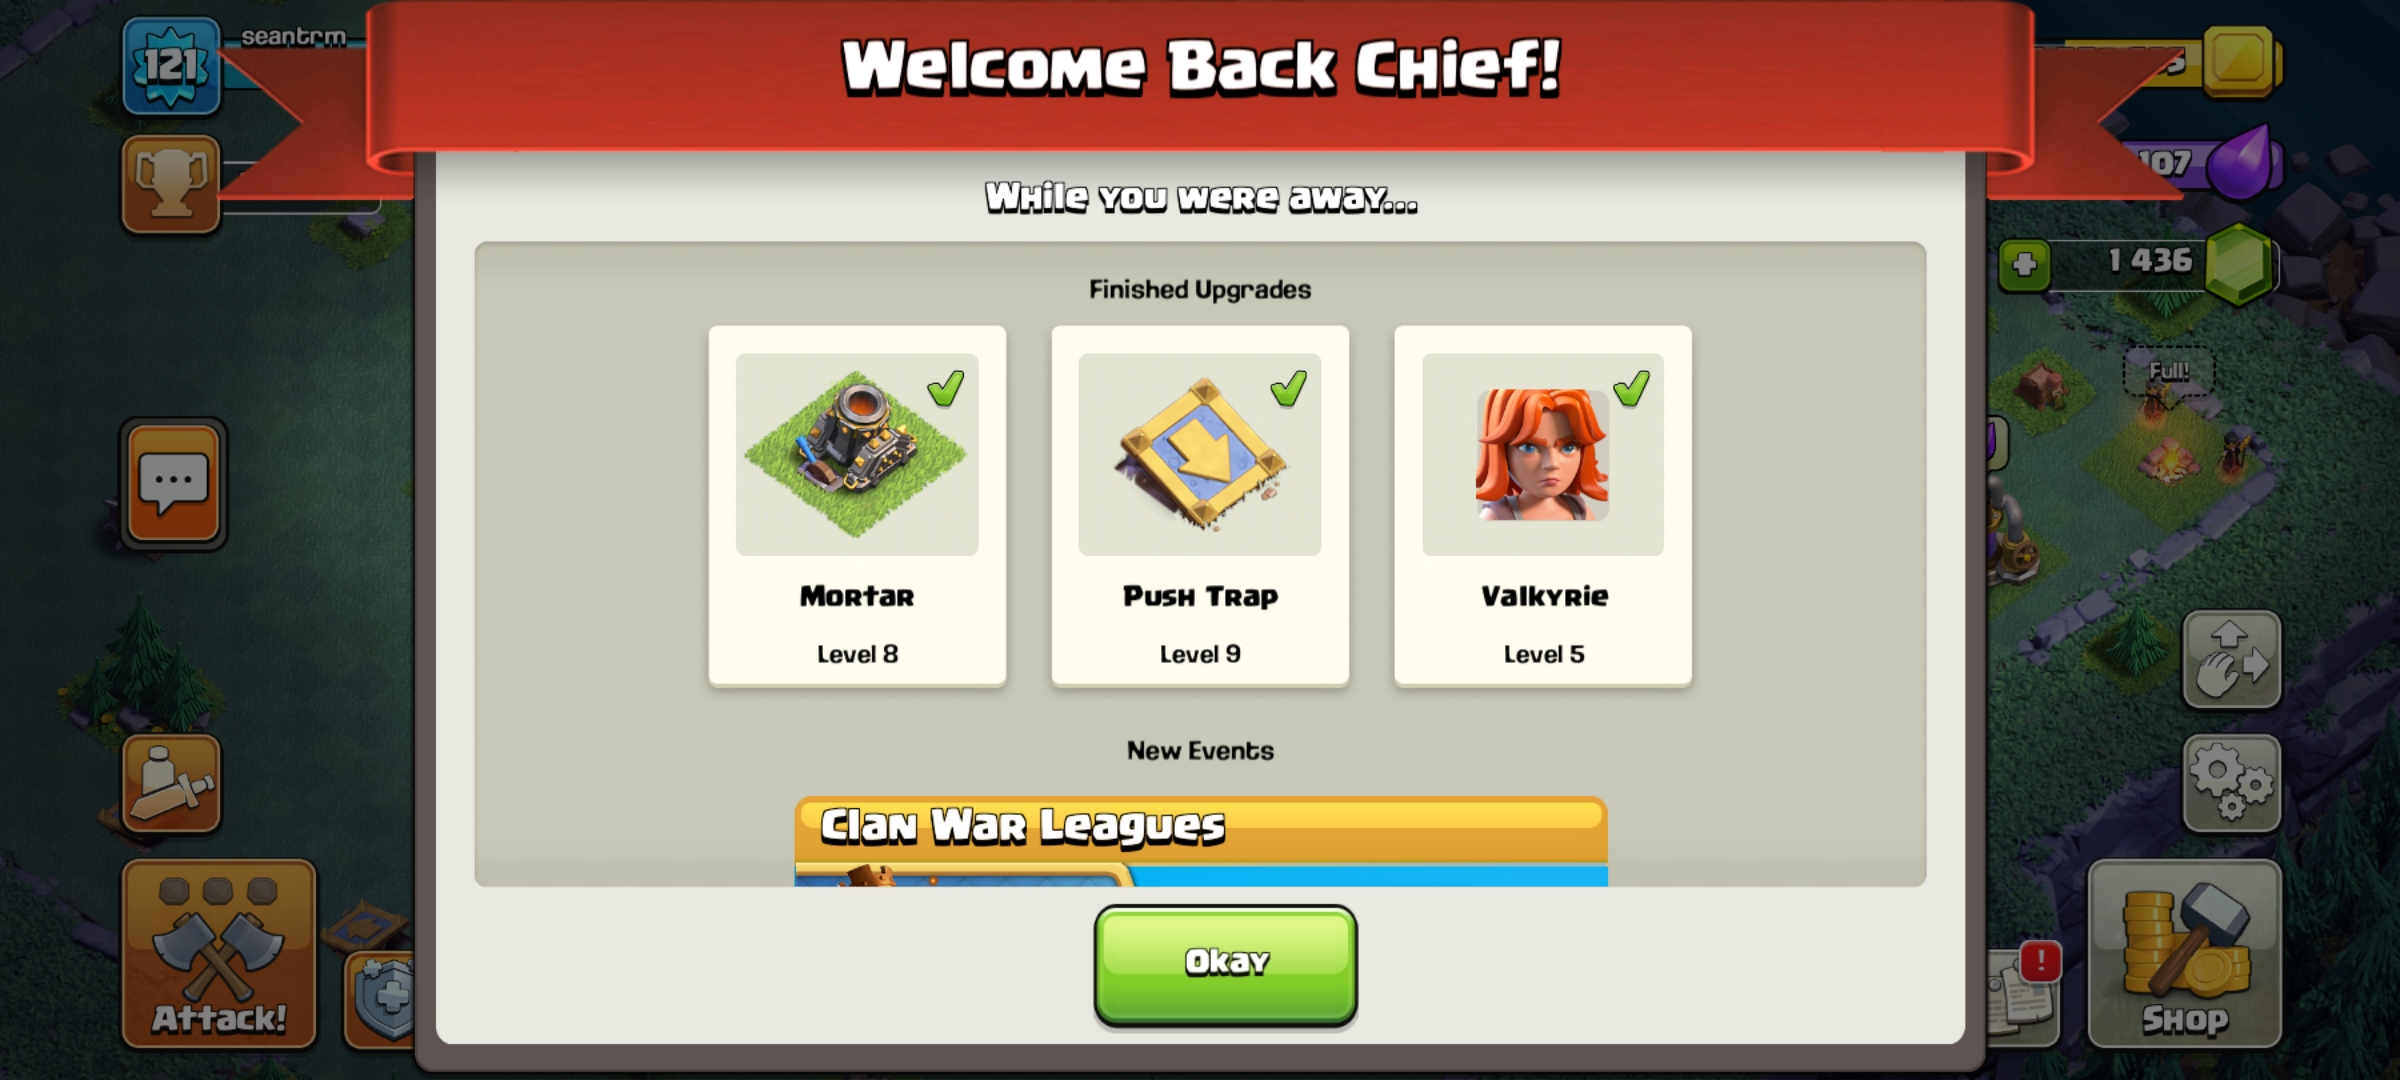 121
seantrm
Welcome Back Chief!
107
While you were away...
1 436
Finished Upgrades
Full!
Mortar
Level 8
Push Trap
Level 9
Valkyrie
Level 5
New Events
Clan War Leagues
Okay
Attack!
!
Shop